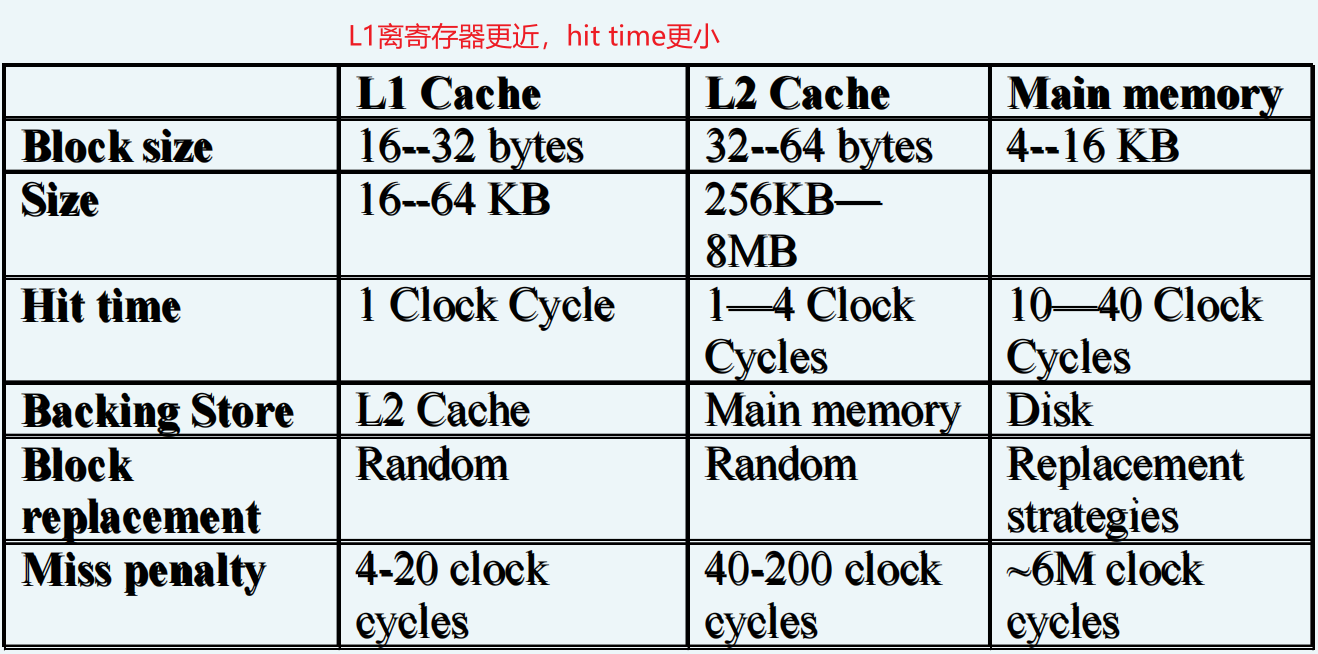 L1离寄存器更近，hit time更小
L1 Cache L2 Cache Main memory
Block size 16--32 bytes 32--64 bytes 4--16 KB
Size 16--64 KB 256KB—
8MB
Hit time 1 Clock Cycle 1—4 Clock 10—40 Clock
Cycles Cycles
Backing Store L2 Cache Main memory Disk
Block Random Random Replacement
replacement strategies
Miss penalty 4-20 clock 40-200 clock ~6M clock
cycles cycles cycles